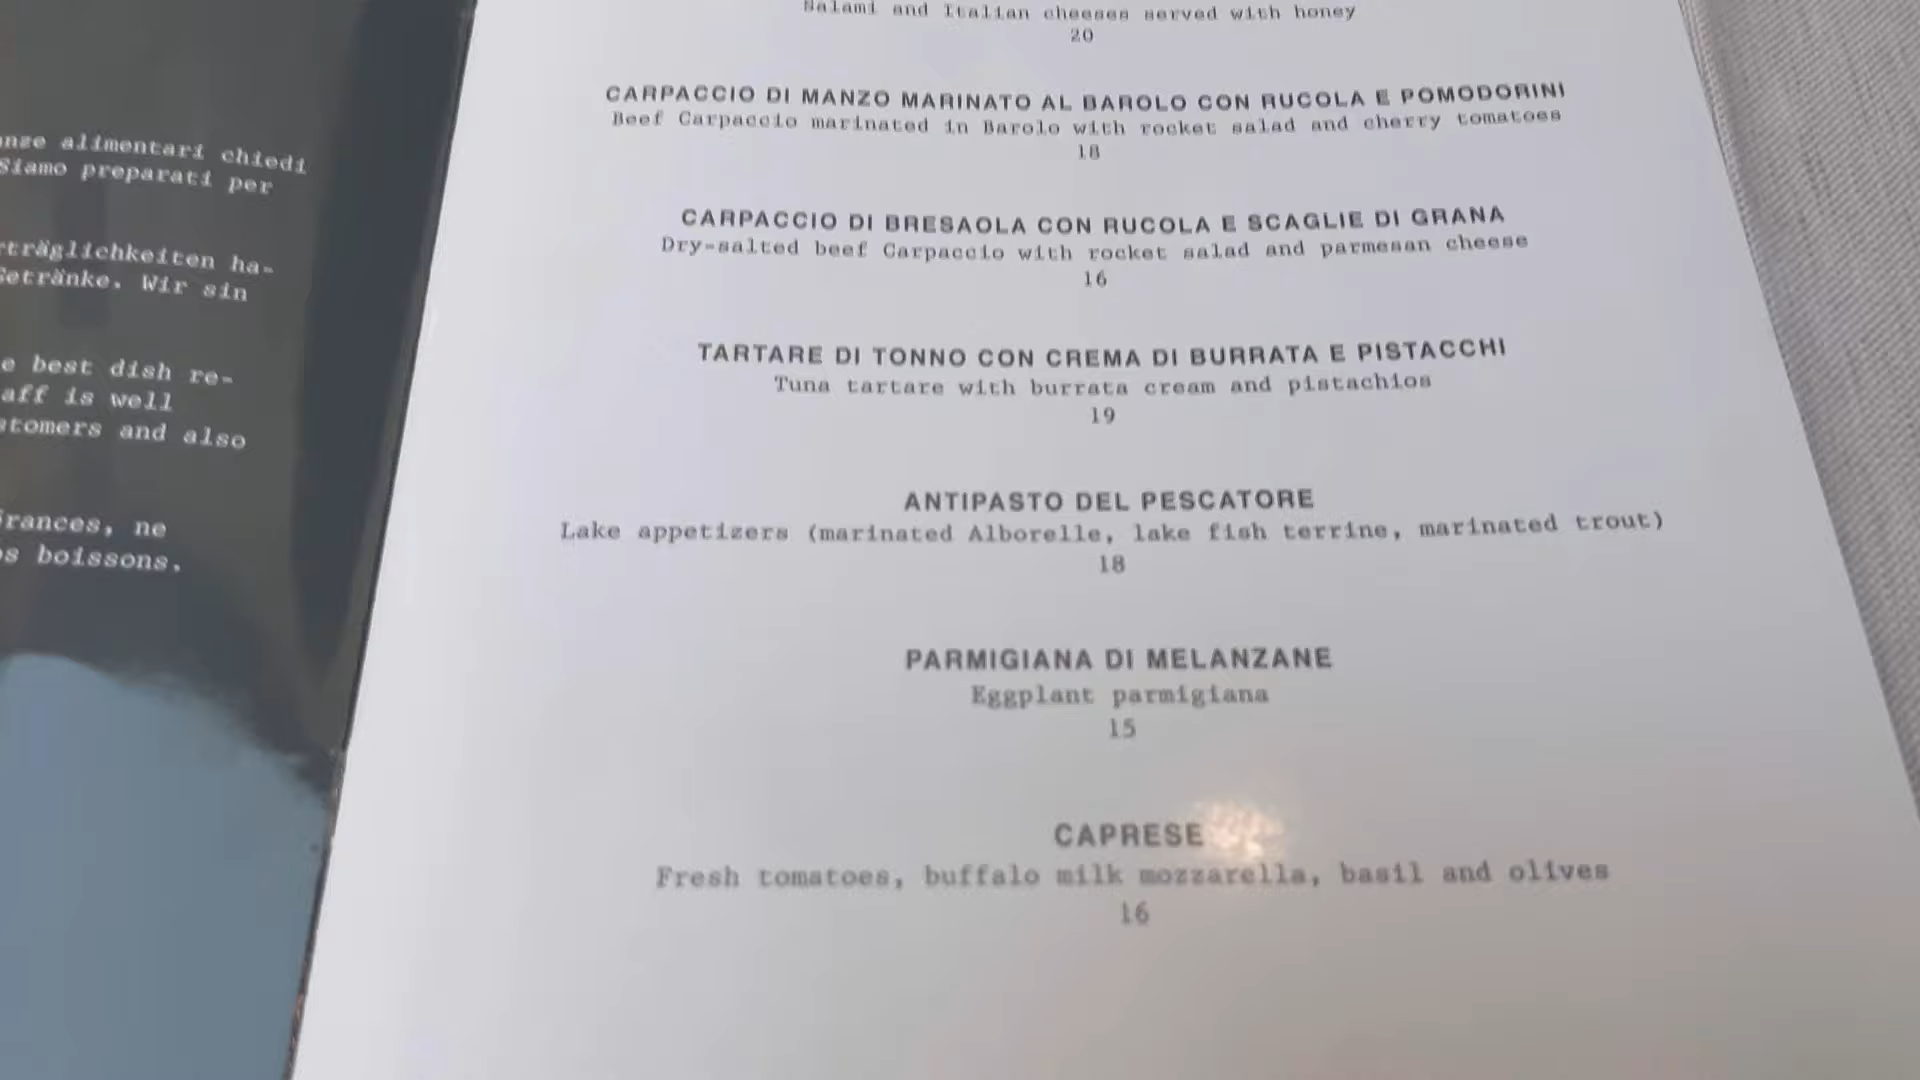 alimentari chiedi
Siamo preparati per
ha-
Getränke. Wir sin
best dish re-
is well
and also
ne
boissons.
Salami and Italian cheeses served with honey
20
CARPACCIO DI MANZO MARINATO AL BAROLO CON RUCOLA E POMODORINI
Beef Carpaccio marinated in Barolo with rocket salad and cherry tomatoes
18
CARPACCIO DI BRESAOLA CON RUCOLA E SCAGLIE DI GRANA
Dry-salted beef Carpaccio with rocket salad and parmesan cheese
16
TARTARE DI TONNO CON CREMA DI BURRATA E PISTACCHI
Tuna tartare with burrata cream and pistachios
19
ANTIPASTO DEL PESCATORE
Lake appetizers (marinated Alborelle, lake fish terrine, marinated trout)
18
PARMIGIANA DI MELANZANE
Eggplant parmigiana
15
CAPRESE
Fresh tomatoes, buffalo milk mozzarella, basil and olives
16